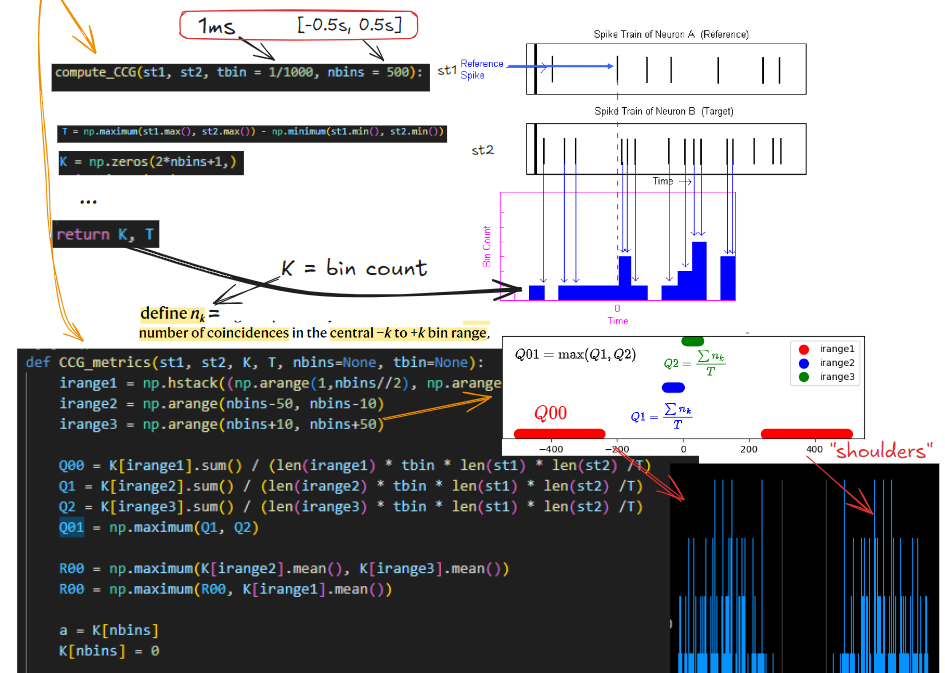 1ms [-0.5s, 0.5s]
compute_CCG(st1, st2, tbin = 1/1000, nbins = 500):
T = np.maximum(st1.max(), st2.max()) - np.minimum(st1.min(), st2.min())
K = np.zeros(2*nbins+1,)
...
return K, T
K = bin count
Spike Train of Neuron A (Reference)
st1
Reference
Spike
Spike Train of Neuron B (Target)
st2
Time
Bin Count
0
Time
define nk =
number of coincidences in the central −k to +k bin range,
def CCG_metrics(st1, st2, K, T, nbins=None, tbin=None):
irange1 = np.hstack((np.arange(1,nbins//2), np.arange
irange2 = np.arange(nbins-50, nbins-10)
irange3 = np.arange(nbins+10, nbins+50)
Q00 = K[irange1].sum() / (len(irange1) * tbin * len(st1) * len(st2) /T)
Q1 = K[irange2].sum() / (len(irange2) * tbin * len(st1) * len(st2) /T)
Q2 = K[irange3].sum() / (len(irange3) * tbin * len(st1) * len(st2) /T)
Q01 = np.maximum(Q1, Q2)
R00 = np.maximum(K[irange2].mean(), K[irange3].mean())
R00 = np.maximum(R00, K[irange1].mean())
a = K[nbins]
K[nbins] = 0
Q01 = max(Q1, Q2)
Q2 = ∑ nk / T
irange1
irange2
irange3
Q00
Q1 = ∑ nk / T
−400 −200 0 200 400
"shoulders"